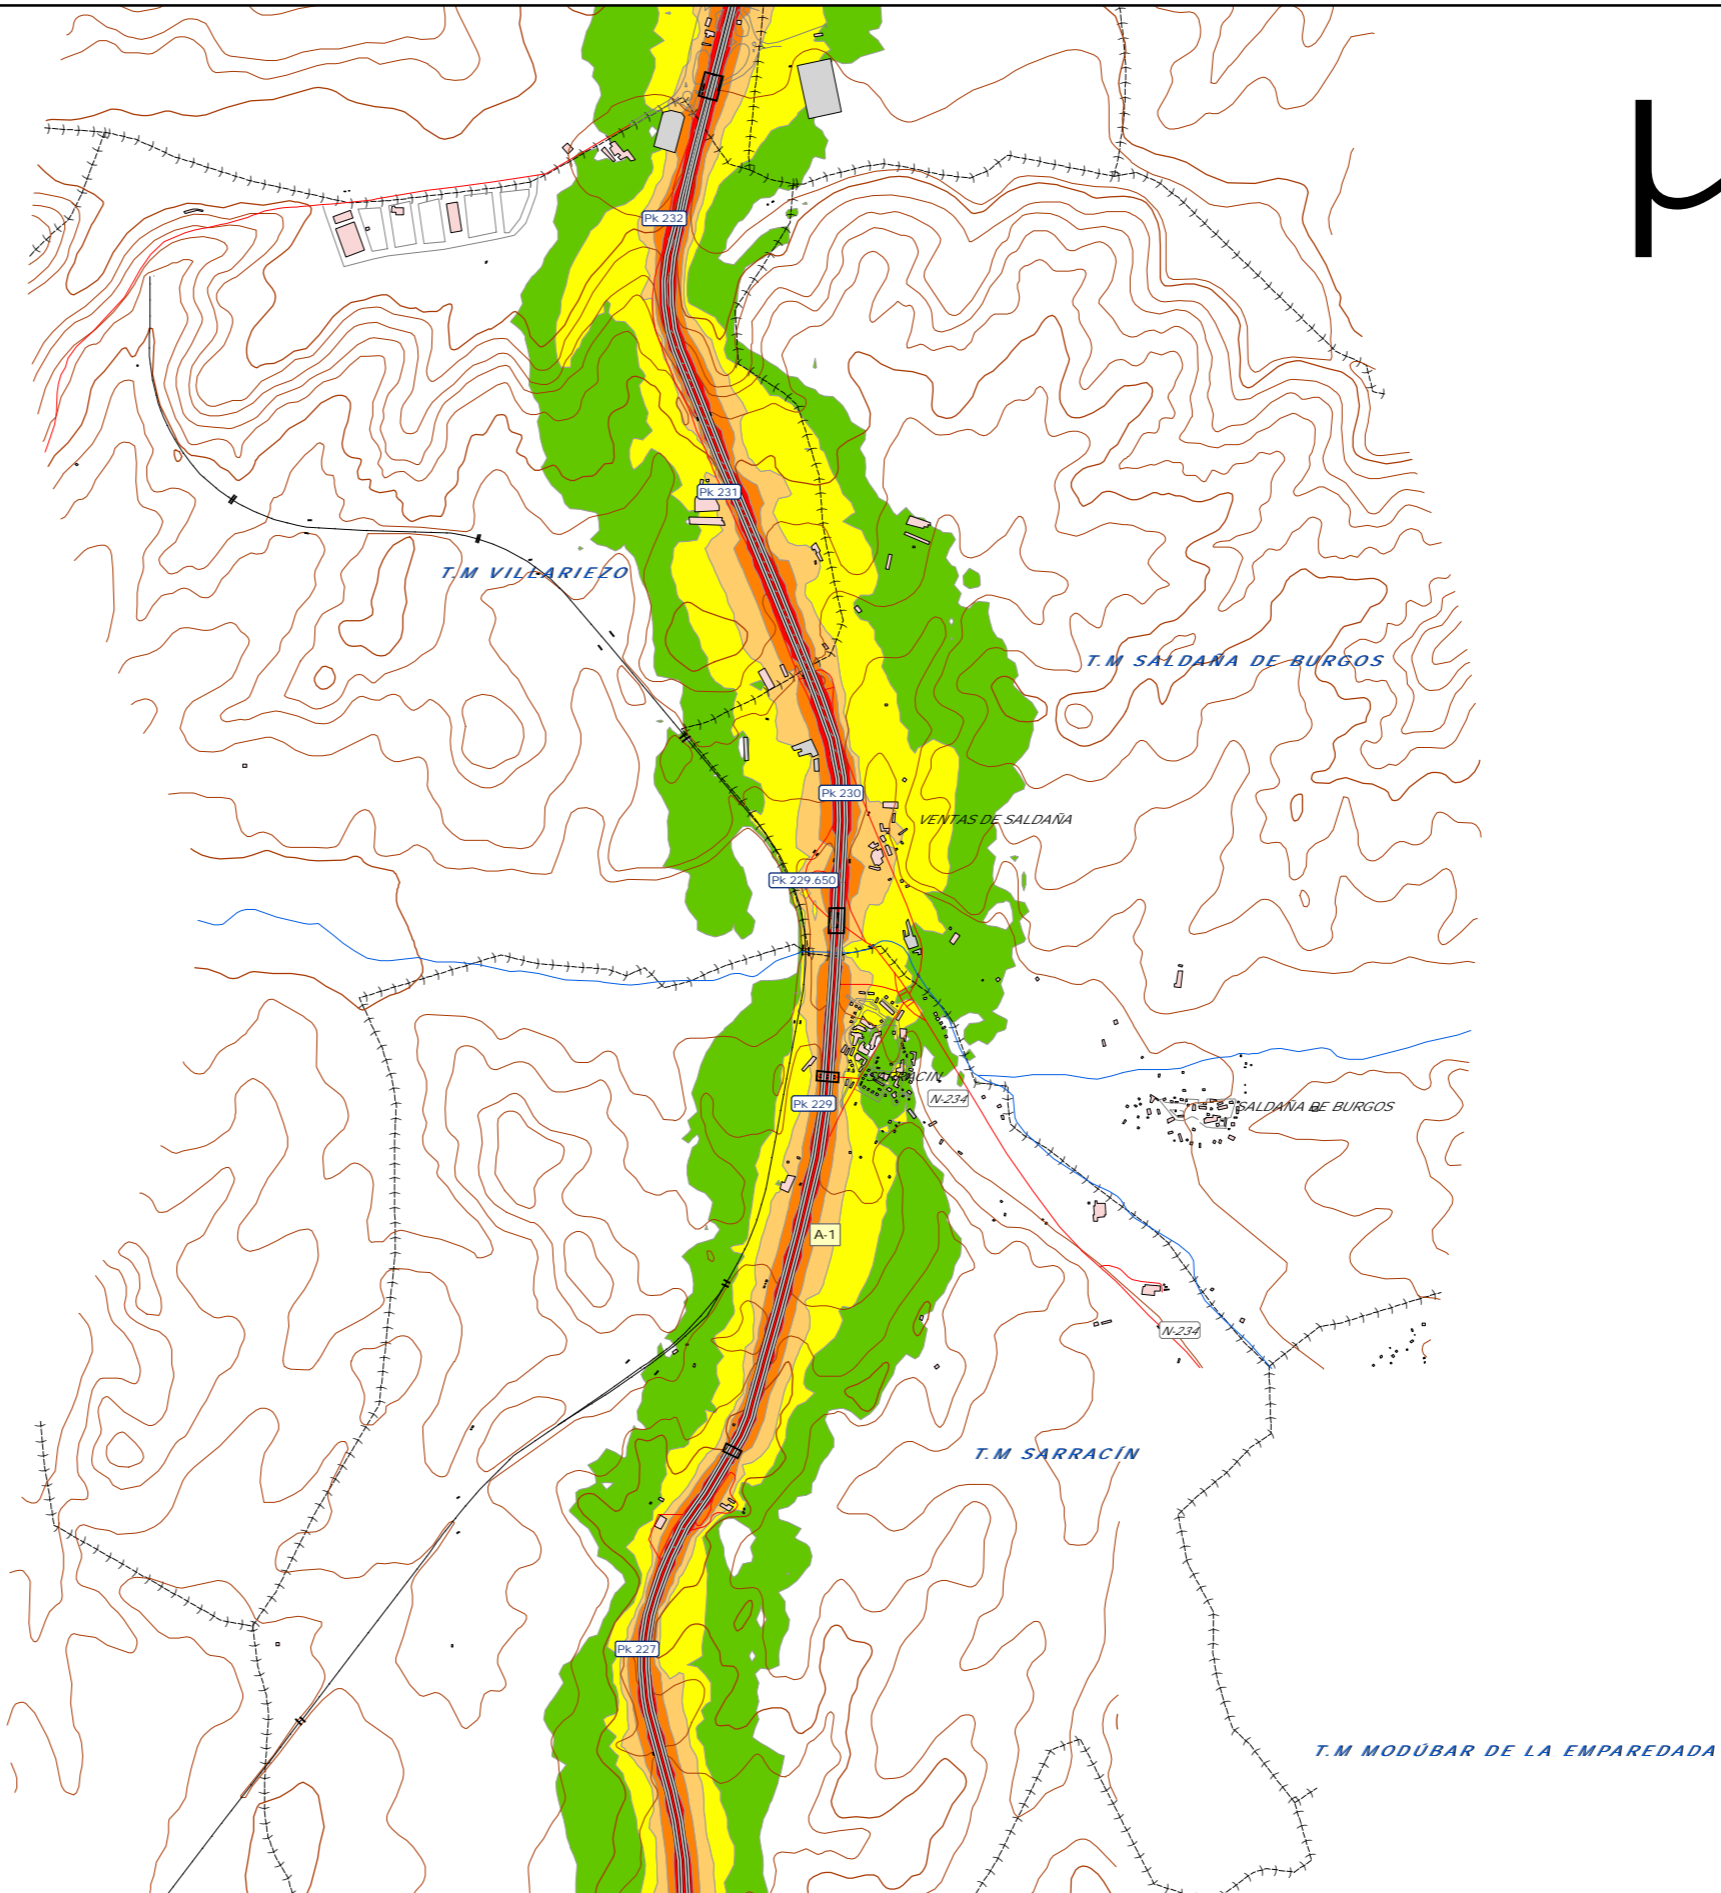 µ
Pk 232
Pk 231
T.M VILLARIEZO
T.M SALDAÑA DE BURGOS
Pk 230
VENTAS DE SALDAÑA
Pk 229.650
SARRACIN
N-234
Pk 229
SALDAÑA DE BURGOS
A-1
N-234
T.M SARRACÍN
Pk 227
T.M MODÚBAR DE LA EMPAREDADA